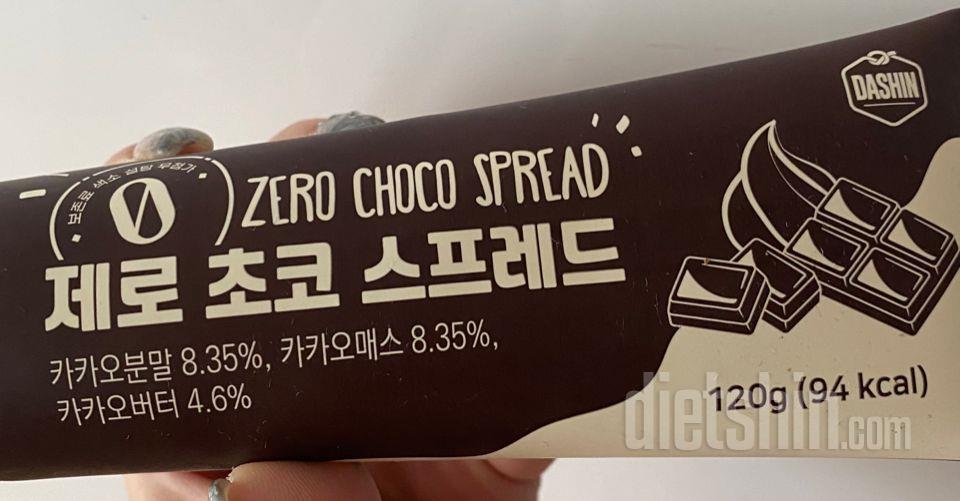 DASHIN
보존료 색소 설탕 무첨가
0
ZERO CHOCO SPREAD
제로 초코 스프레드
카카오분말 8.35%, 카카오매스 8.35%,
카카오버터 4.6%
120g (94 kcal)
dietshin.com